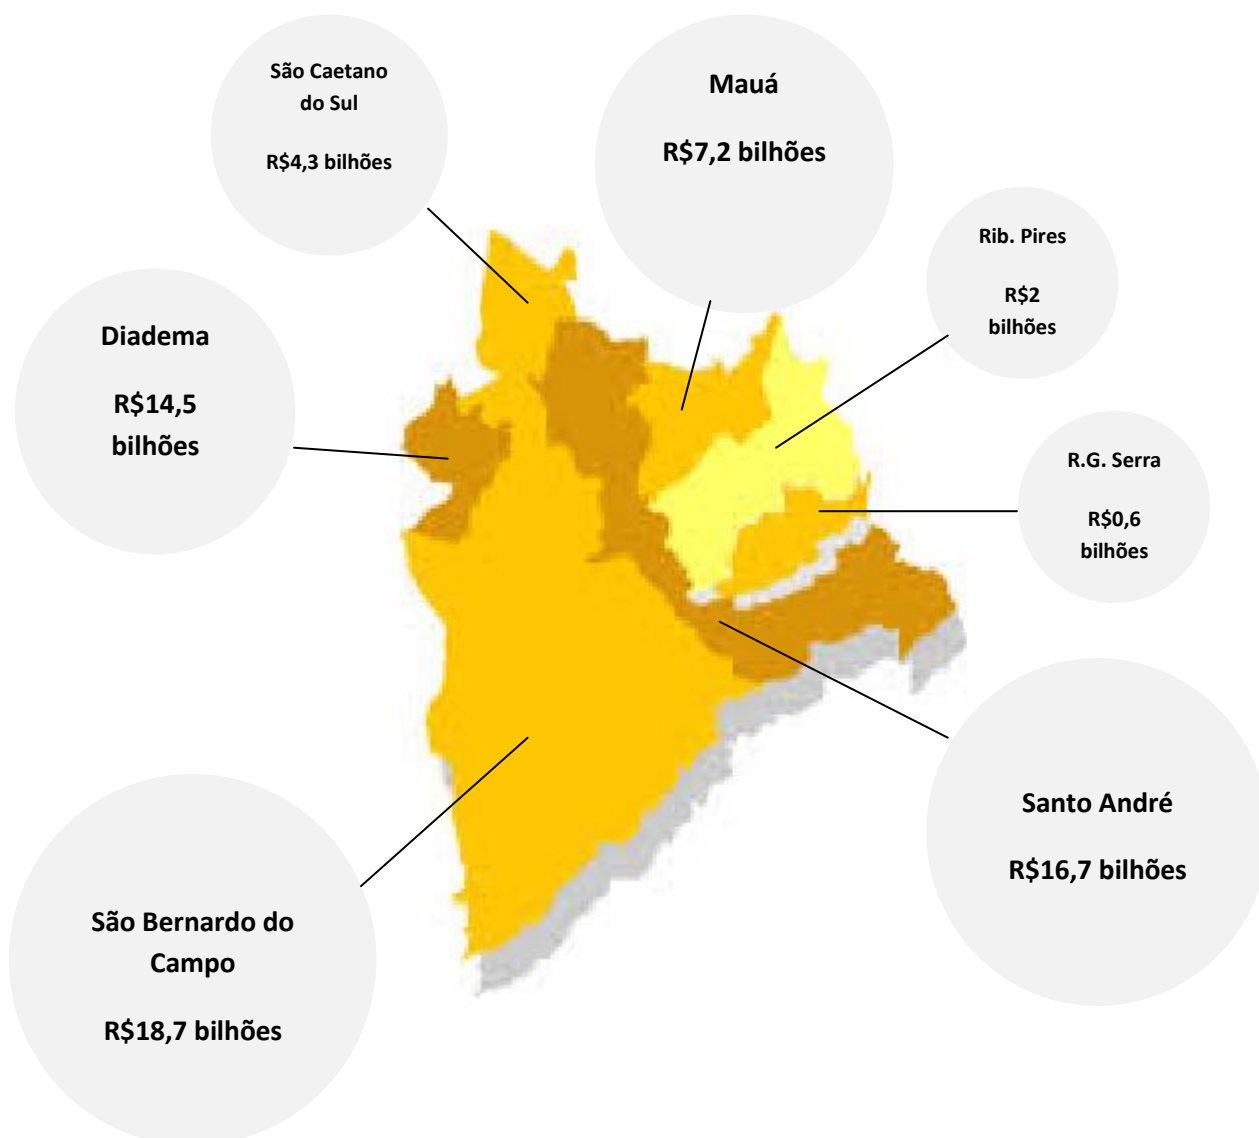 São Caetano
do Sul
R$4,3 bilhões
Mauá
R$7,2 bilhões
Rib. Pires
R$2
bilhões
Diadema
R$14,5
bilhões
R.G. Serra
R$0,6
bilhões
Santo André
R$16,7 bilhões
São Bernardo do
Campo
R$18,7 bilhões